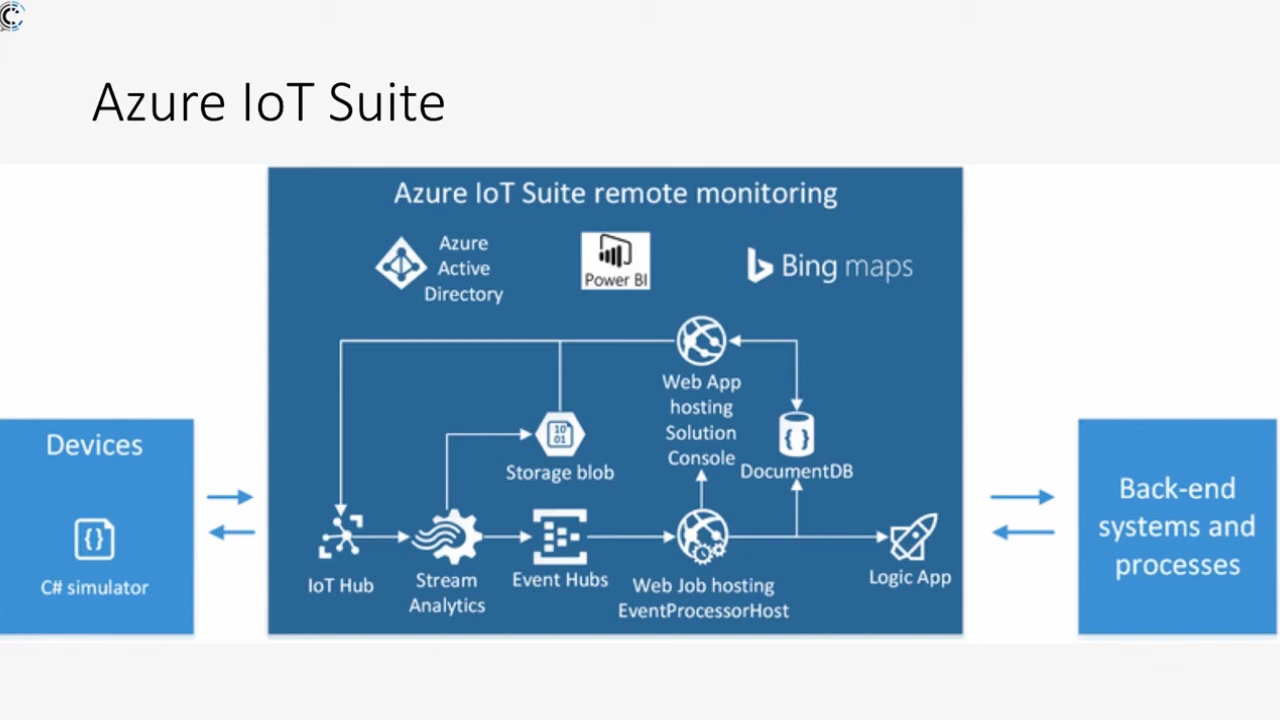 Azure IoT Suite
Azure IoT Suite remote monitoring
Azure
Active
Directory
Power BI
Bing maps
Web App
hosting
Solution
Console
DocumentDB
Storage blob
Devices
C# simulator
IoT Hub
Stream
Analytics
Event Hubs
Web Job hosting
EventProcessorHost
Logic App
Back-end
systems and
processes
10
01